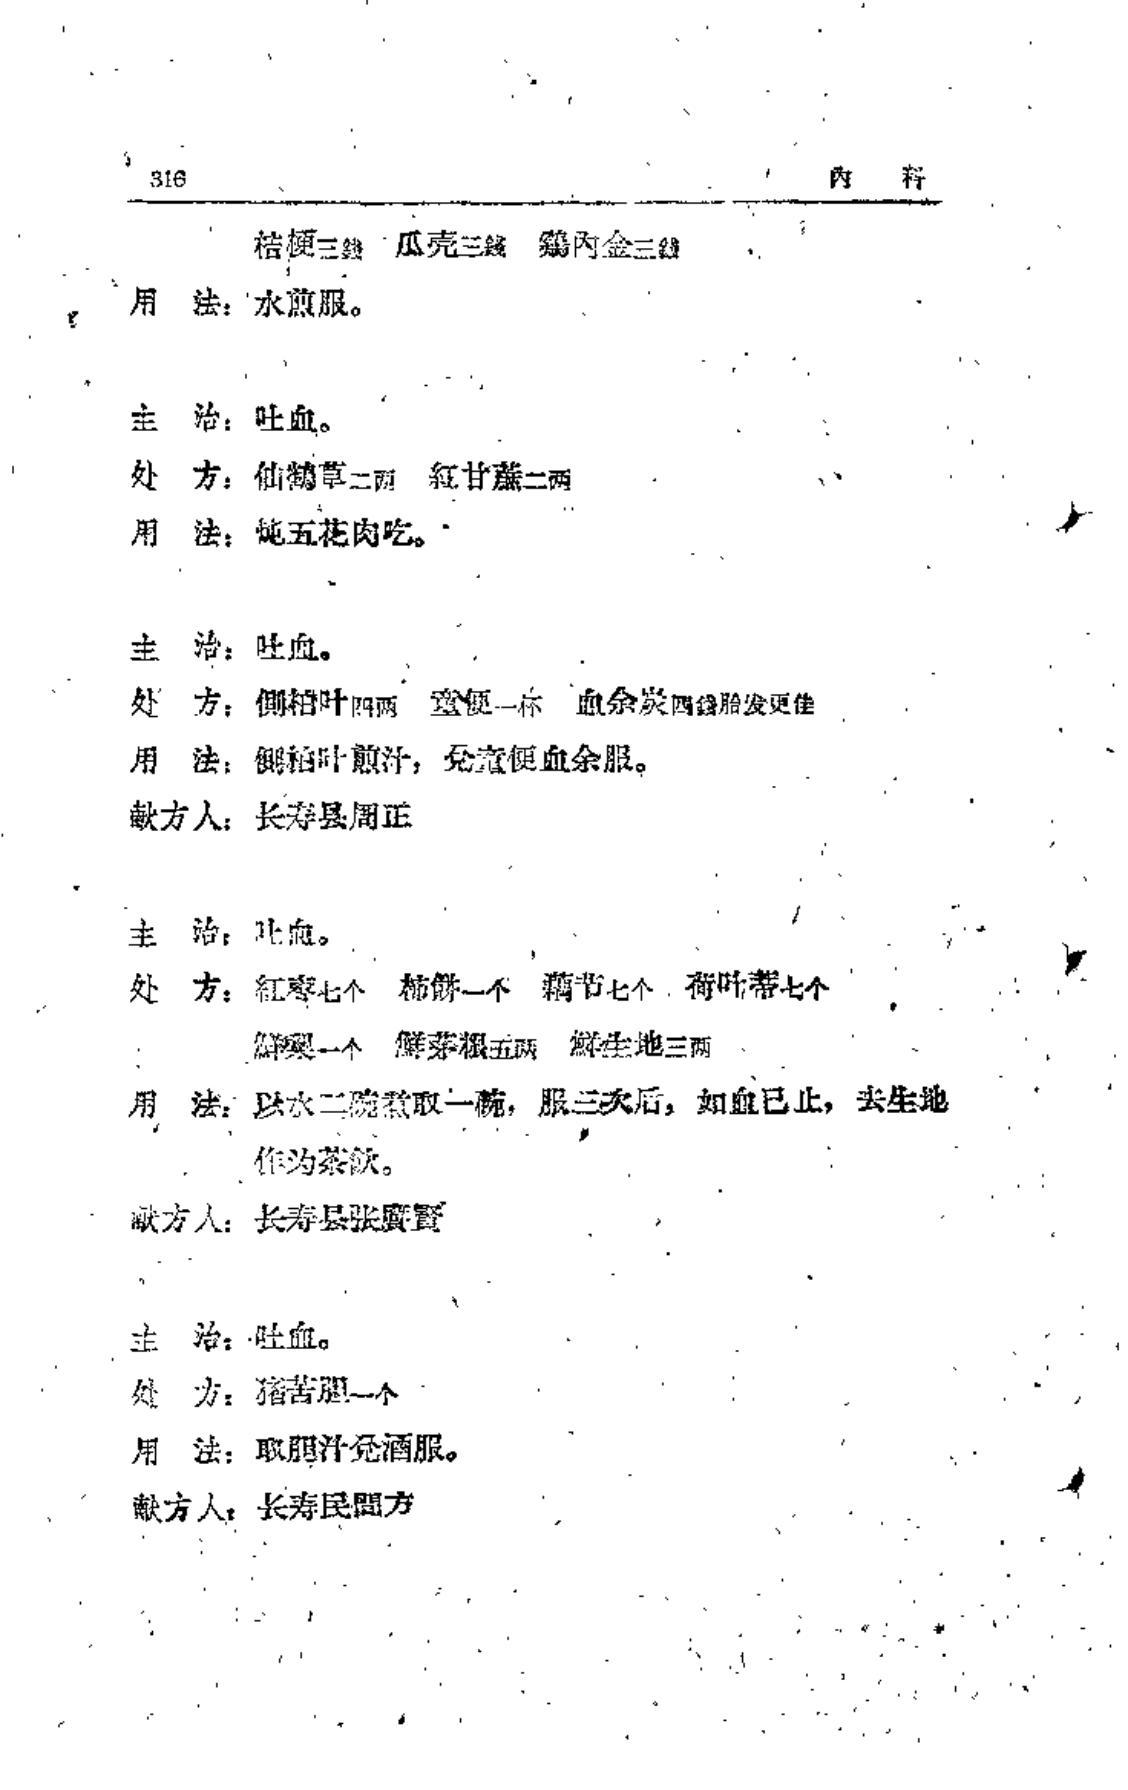 316 內 科
桔梗三錢 瓜壳三錢 鷄內金三錢
用 法：水煎服。
主 治：吐血。
处 方：仙鶴草二两 紅甘蔗二两
用 法：炖五花肉吃。
主 治：吐血。
处 方：側柏叶四两 童便一杯 血余炭四錢胎发更佳
用 法：側柏叶煎汁，兌童便血余服。
献方人：长寿县周正
主 治：吐血。
处 方：紅枣七个 柿餅一个 藕节七个 荷叶蒂七个
鮮梨一个 鮮茅根五两 鮮生地三两
用 法：以水二碗煮取一碗，服三次后，如血已止，去生地
作为茶飲。
献方人：长寿县张廣賢
主 治：吐血。
处 方：猪苦胆一个
用 法：取胆汁兌酒服。
献方人：长寿民間方